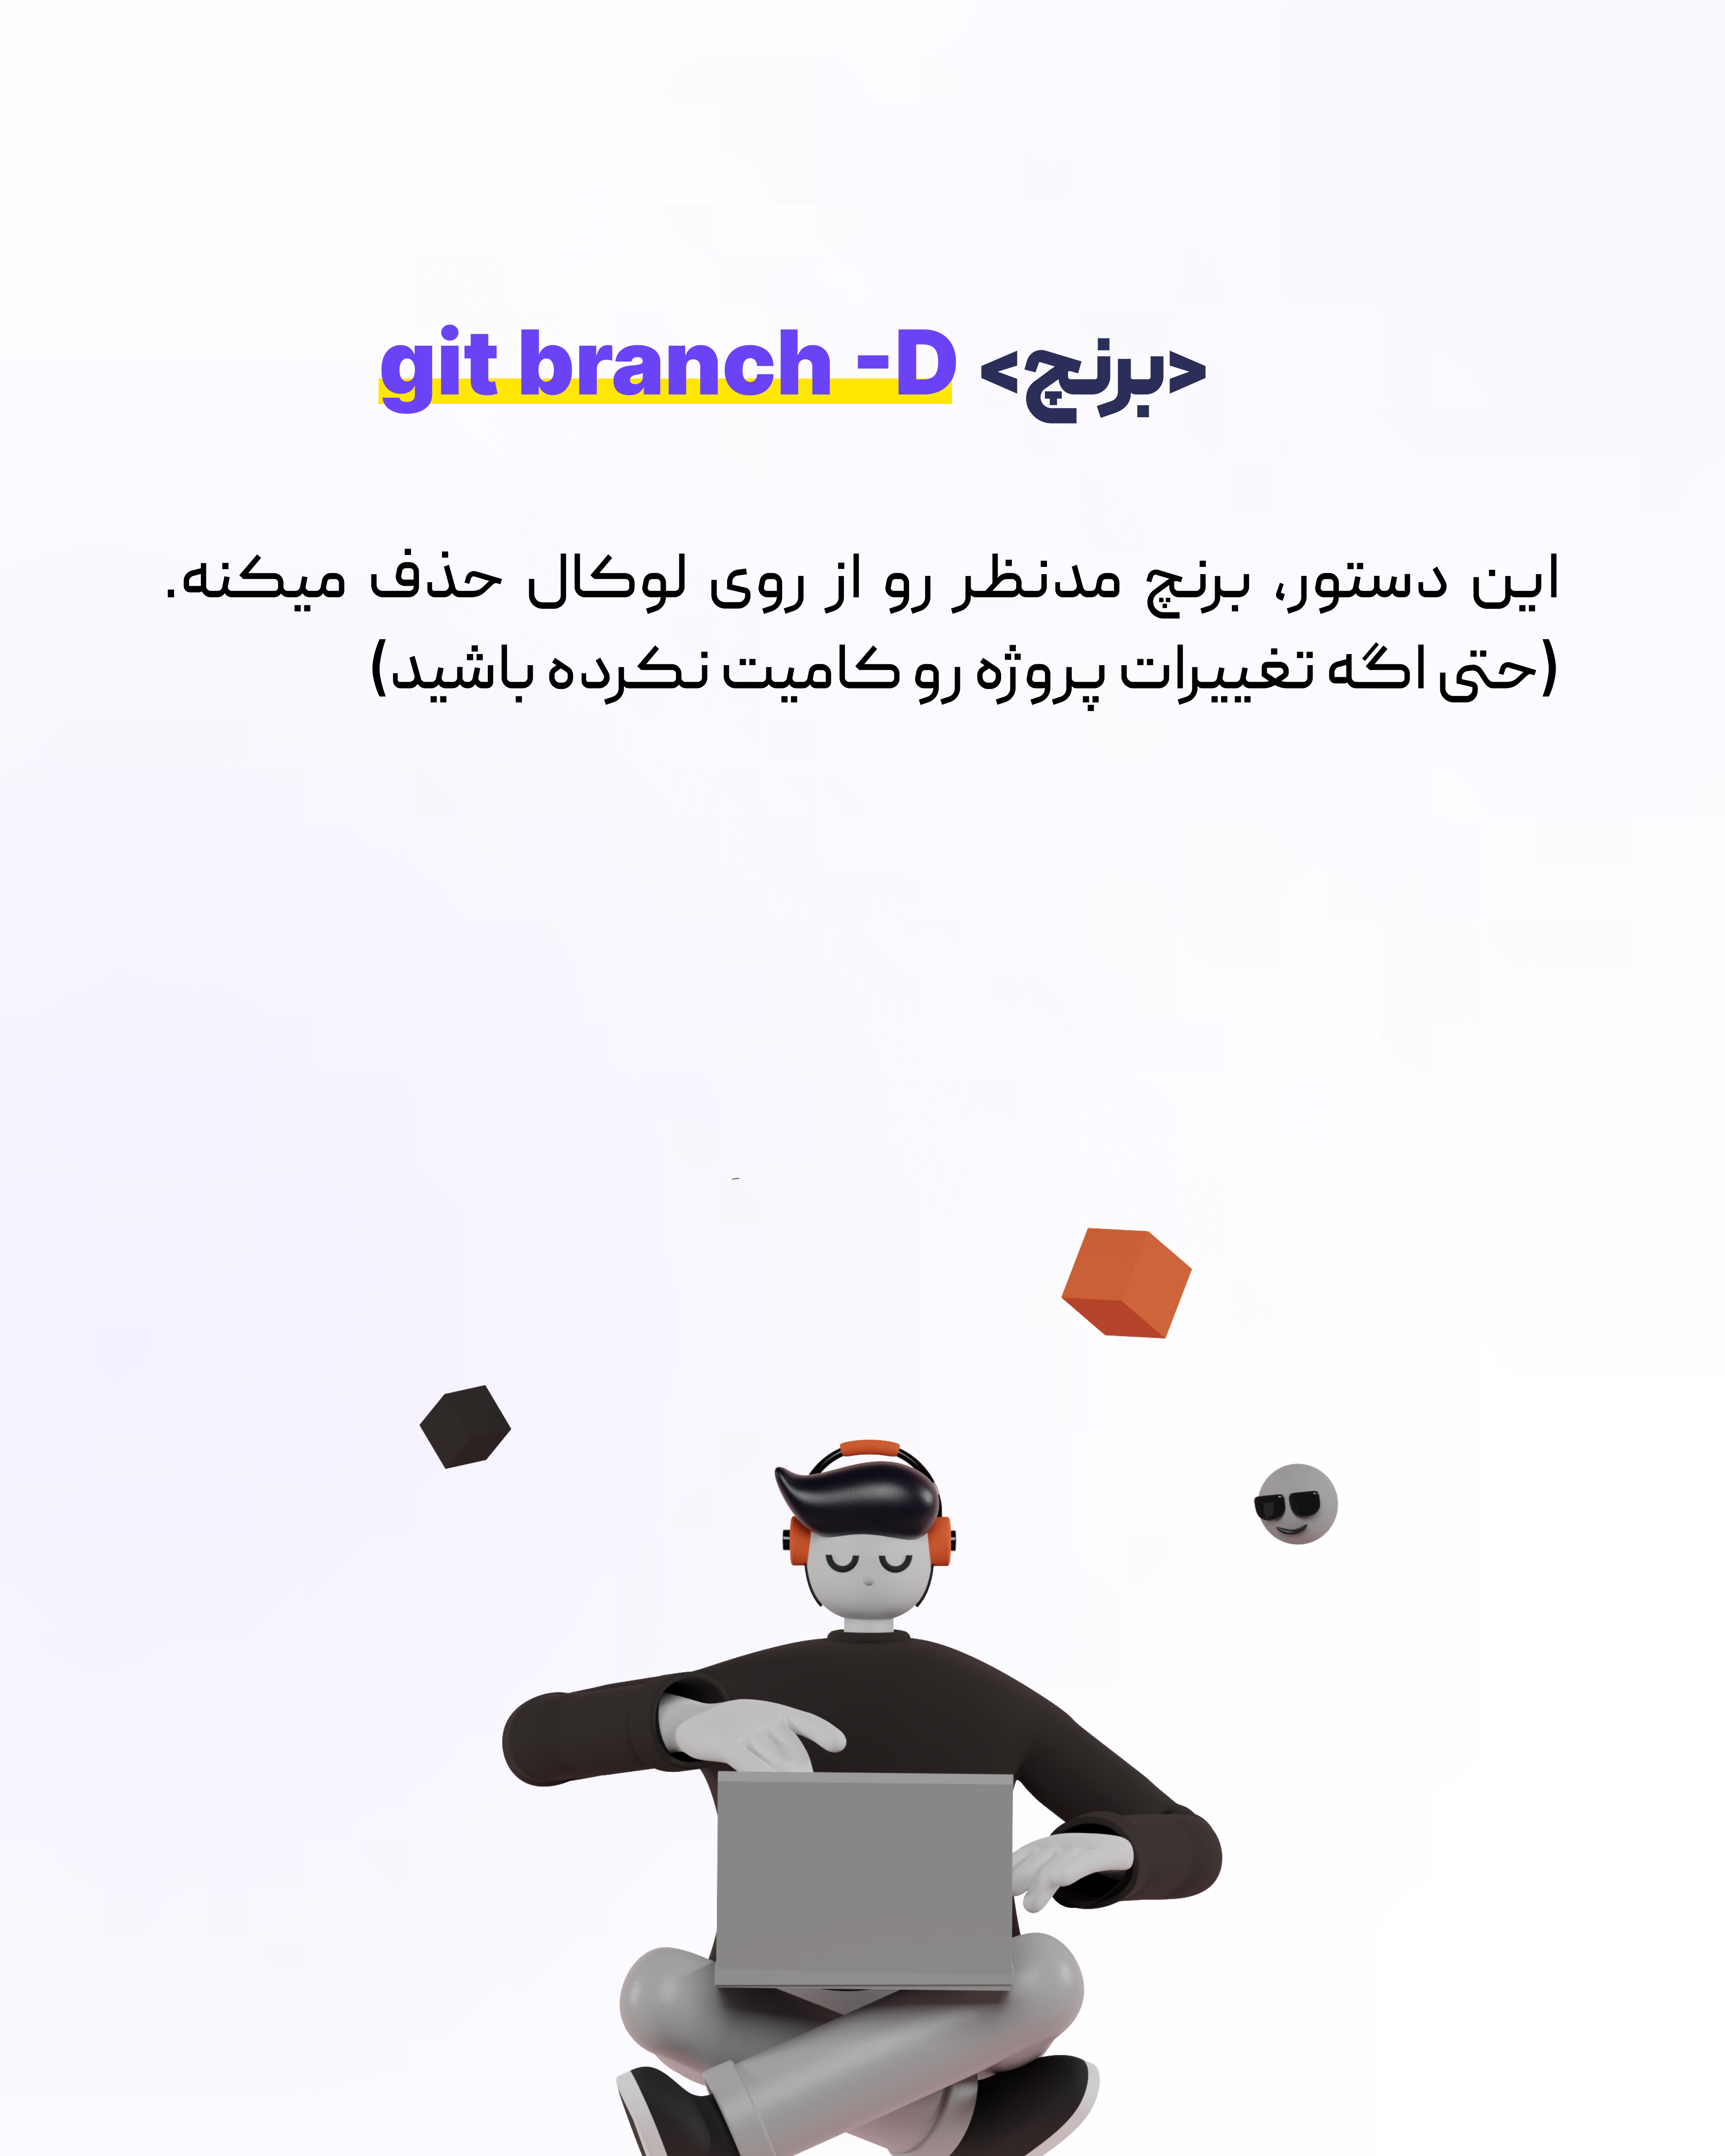 git branch -D <برنچ>
این دستور، برنچ مدنظر رو از روی لوکال حذف میکنه.
(حتی اگه تغییرات پروژه رو کامیت نکرده باشید)